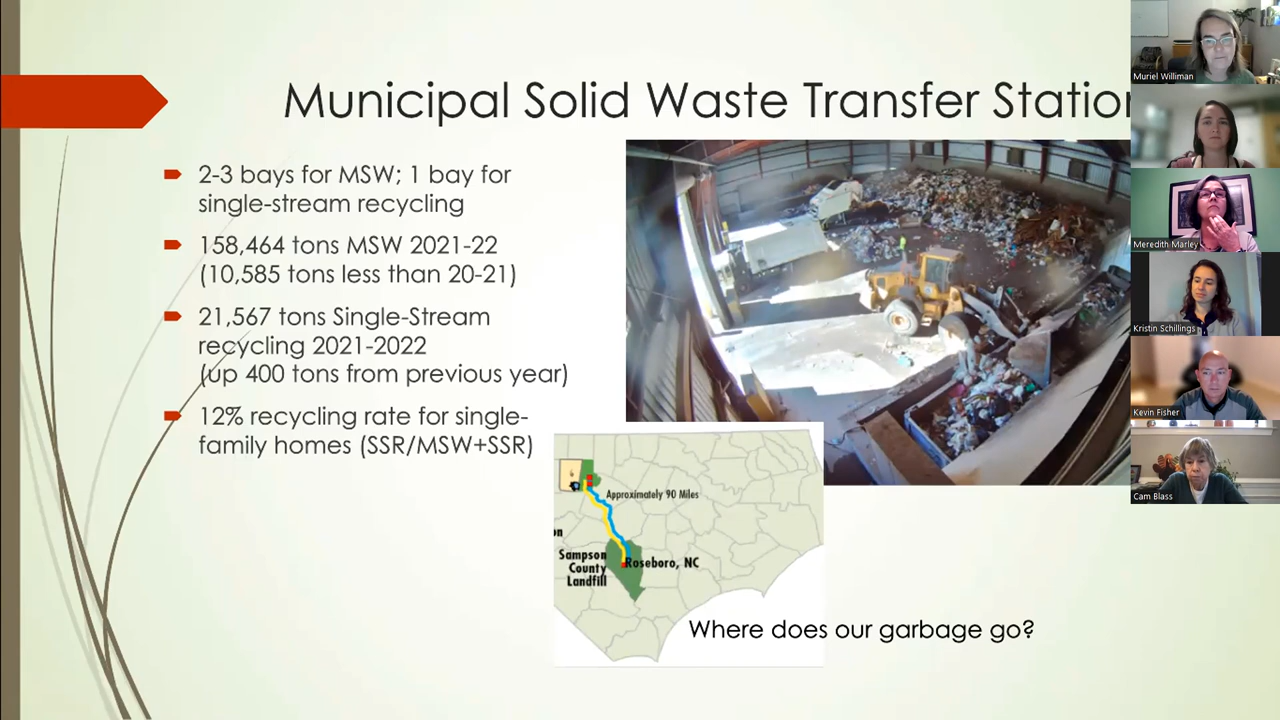 Municipal Solid Waste Transfer Station
2-3 bays for MSW; 1 bay for
single-stream recycling
158,464 tons MSW 2021-22
(10,585 tons less than 20-21)
21,567 tons Single-Stream
recycling 2021-2022
(up 400 tons from previous year)
12% recycling rate for single-
family homes (SSR/MSW+SSR)
Approximately 90 Miles
on
Sampson
County
Landfill
Roseboro, NC
Where does our garbage go?
Muriel Williman
Meredith Marley
Kristin Schillings
Kevin Fisher
Cam Blass